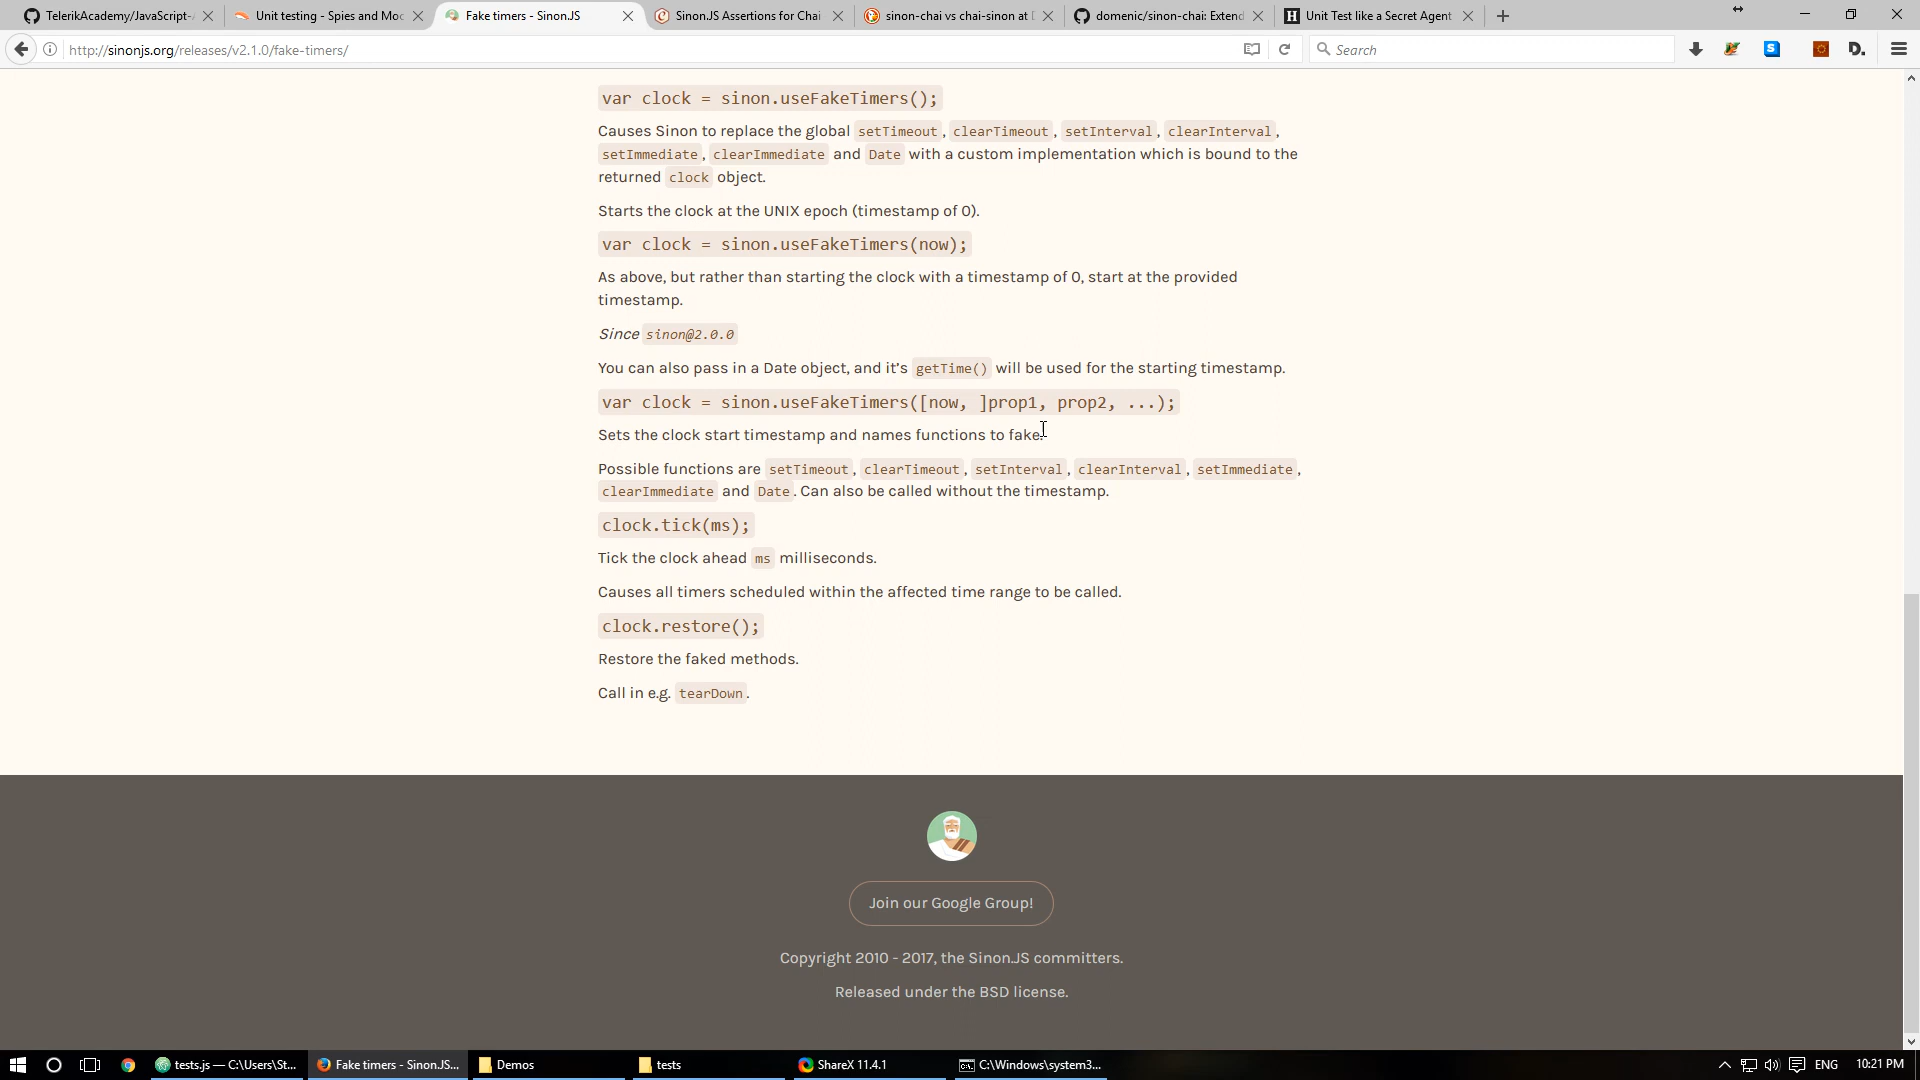 TelerikAcademy/JavaScript-
Unit testing - Spies and Moc
Fake timers - Sinon.JS
Sinon.JS Assertions for Chai
sinon-chai vs chai-sinon at D
domenic/sinon-chai: Extend
Unit Test like a Secret Agent
http://sinonjs.org/releases/v2.1.0/fake-timers/
Search
var clock = sinon.useFakeTimers();
Causes Sinon to replace the global setTimeout, clearTimeout, setInterval, clearInterval,
setImmediate, clearImmediate and Date with a custom implementation which is bound to the
returned clock object.
Starts the clock at the UNIX epoch (timestamp of 0).
var clock = sinon.useFakeTimers(now);
As above, but rather than starting the clock with a timestamp of 0, start at the provided
timestamp.
Since sinon@2.0.0
You can also pass in a Date object, and it’s getTime() will be used for the starting timestamp.
var clock = sinon.useFakeTimers([now, ]prop1, prop2, ...);
Sets the clock start timestamp and names functions to fake.
Possible functions are setTimeout, clearTimeout, setInterval, clearInterval, setImmediate,
clearImmediate and Date. Can also be called without the timestamp.
clock.tick(ms);
Tick the clock ahead ms milliseconds.
Causes all timers scheduled within the affected time range to be called.
clock.restore();
Restore the faked methods.
Call in e.g. tearDown.
Join our Google Group!
Copyright 2010 - 2017, the Sinon.JS committers.
Released under the BSD license.
tests.js — C:\Users\St...
Fake timers - Sinon.JS...
Demos
tests
ShareX 11.4.1
C:\Windows\system3...
ENG
10:21 PM